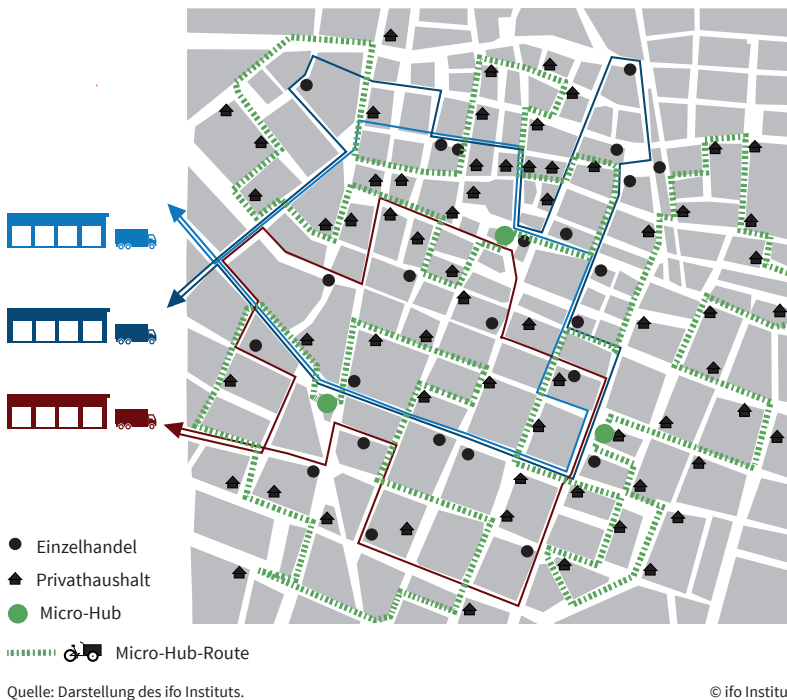 Einzelhandel
Privathaushalt
Micro-Hub
Micro-Hub-Route
Quelle: Darstellung des ifo Instituts.
© ifo Institu